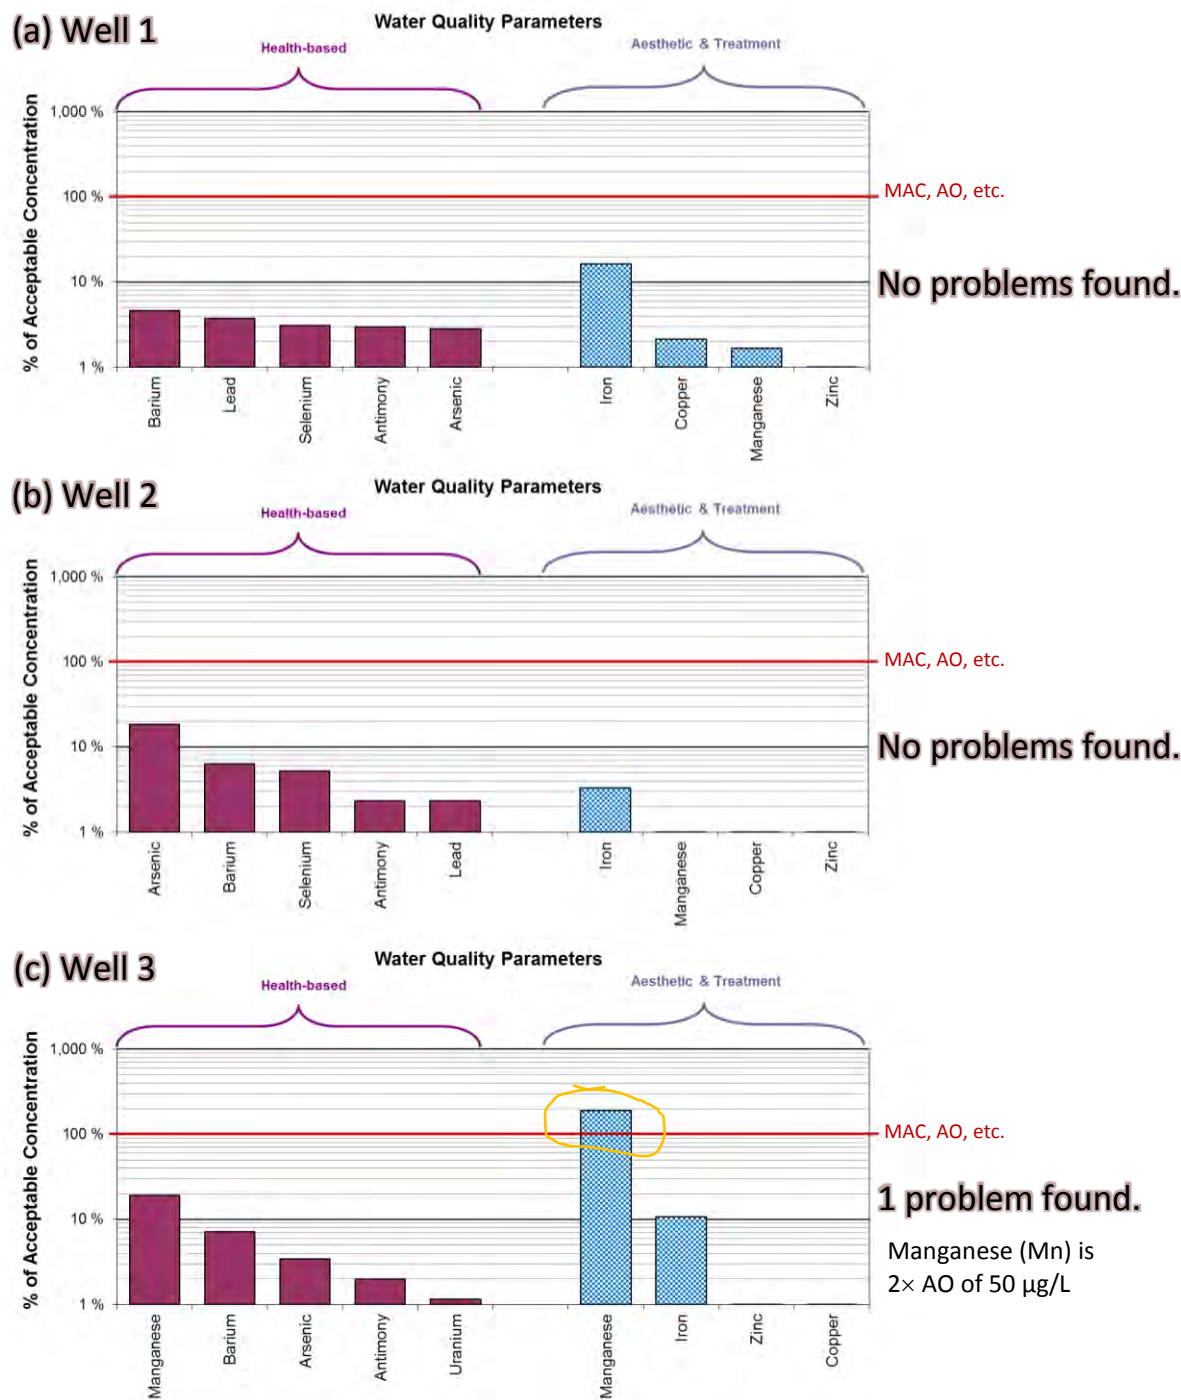 (a) Well 1
Water Quality Parameters
Health-based
Aesthetic & Treatment
% of Acceptable Concentration
1,000 %
100 %
10 %
1 %
MAC, AO, etc.
No problems found.
Barium
Lead
Selenium
Antimony
Arsenic
Iron
Copper
Manganese
Zinc
(b) Well 2
Water Quality Parameters
Health-based
Aesthetic & Treatment
% of Acceptable Concentration
1,000 %
100 %
10 %
1 %
MAC, AO, etc.
No problems found.
Arsenic
Barium
Selenium
Antimony
Lead
Iron
Manganese
Copper
Zinc
(c) Well 3
Water Quality Parameters
Health-based
Aesthetic & Treatment
% of Acceptable Concentration
1,000 %
100 %
10 %
1 %
MAC, AO, etc.
1 problem found.
Manganese (Mn) is
2× AO of 50 µg/L
Manganese
Barium
Arsenic
Antimony
Uranium
Manganese
Iron
Zinc
Copper